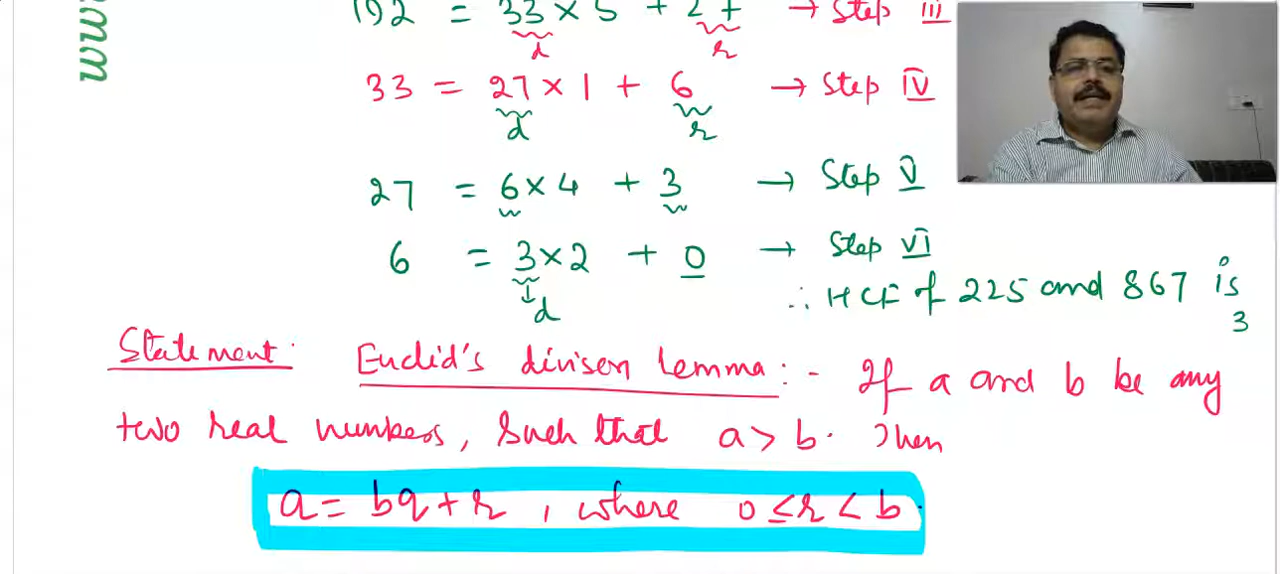 www.
192 = 33 × 5 + 27 → Step III
d r
33 = 27 × 1 + 6 → Step IV
d r
27 = 6 × 4 + 3 → Step V
6 = 3 × 2 + 0 → Step VI
↓ d
∴ HCF of 225 and 867 is 3
Statement: Euclid's divison Lemma :- If a and b be any
two real numbers, such that a > b. Then
a = bq + r , where 0 ≤ r < b.